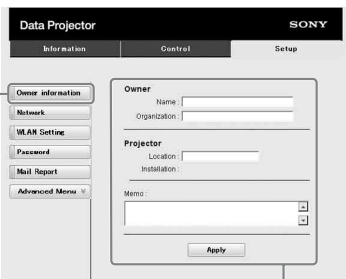 Data Projector SONY
Information Control Setup
Owner information
Network
WLAN Setting
Password
Mail Report
Advanced Menu
Owner
Name :
Organization :
Projector
Location :
Installation :
Memo :
Apply